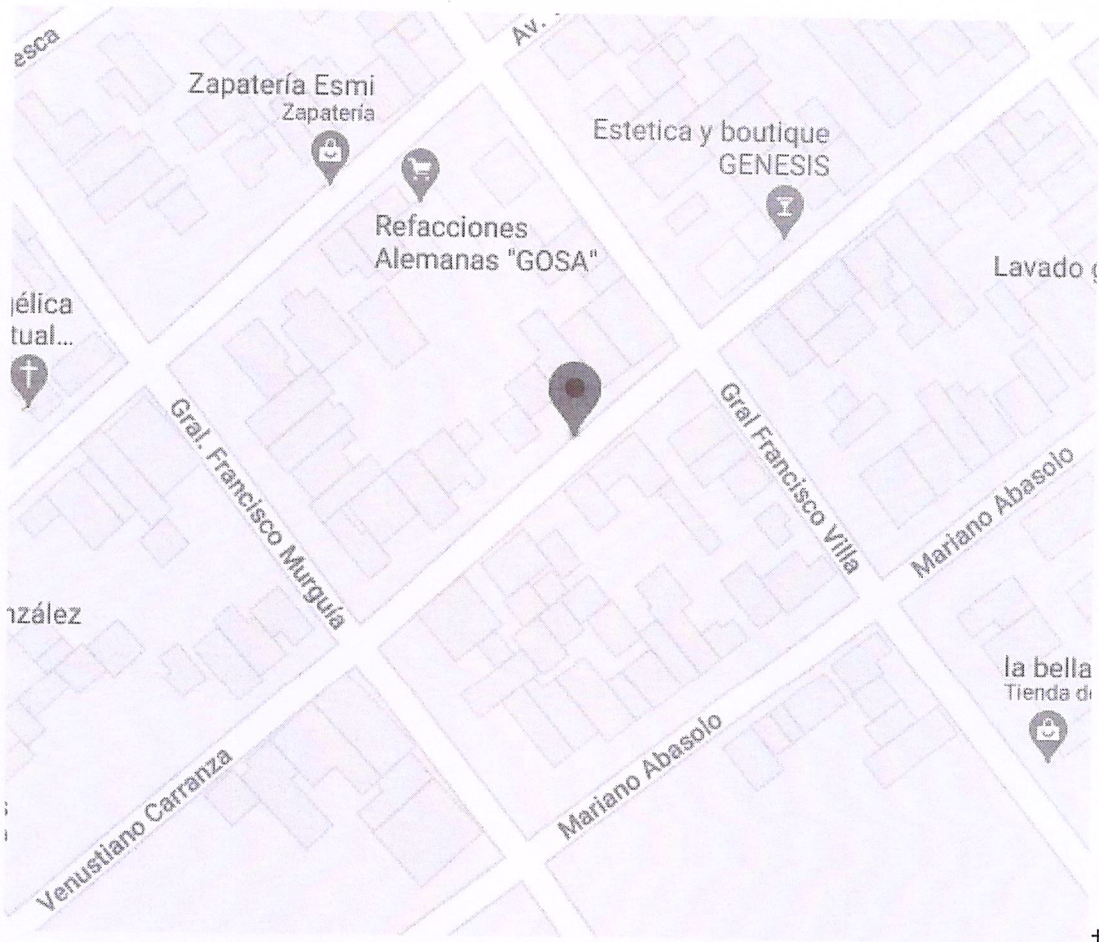 esca
Av.
Zapatería Esmi
Zapatería
Estetica y boutique
GENESIS
Refacciones
Alemanas "GOSA"
Lavado
élica
tual...
Gral. Francisco Murguía
Gral Francisco Villa
Mariano Abasolo
nzález
la bella
Tienda de
Mariano Abasolo
Venustiano Carranza